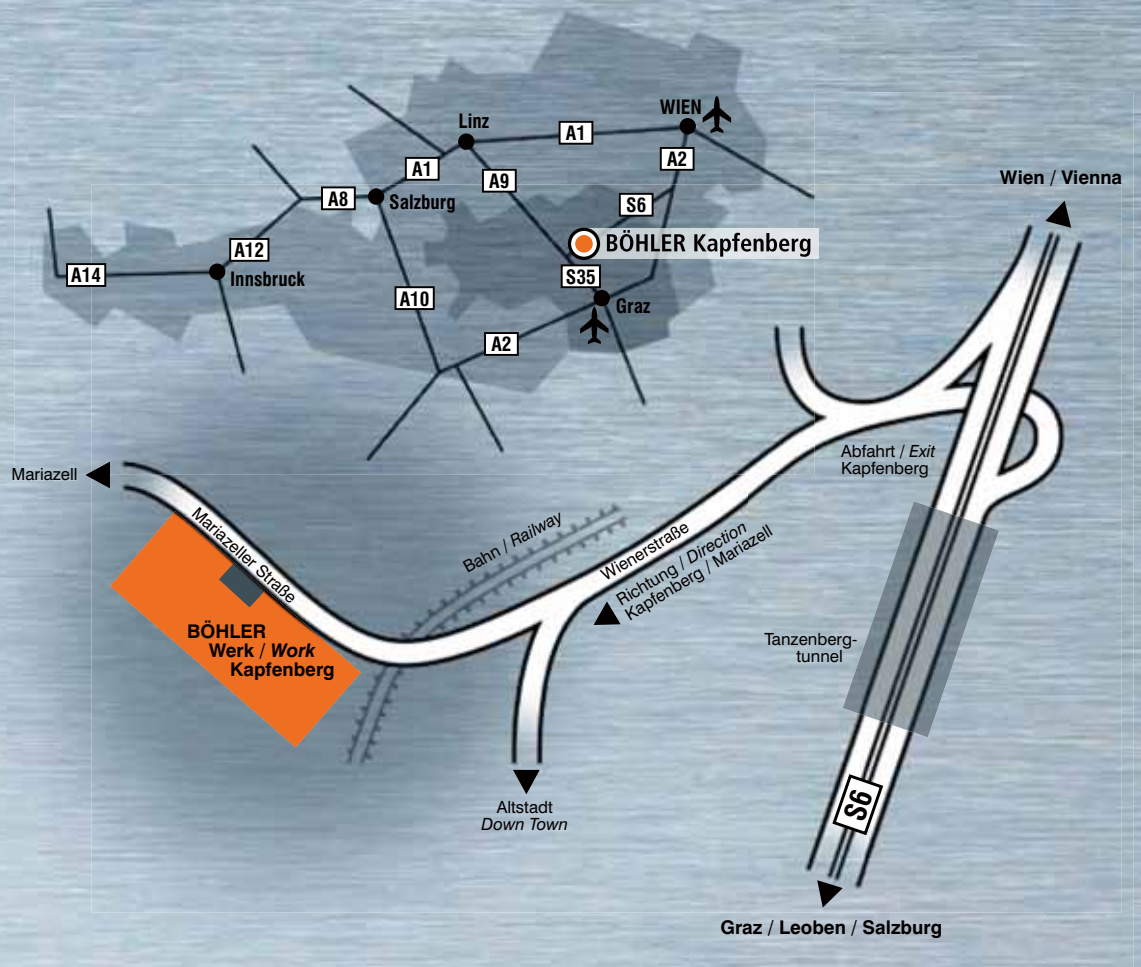 WIEN
Linz
A1
A2
A1
A9
A8
Salzburg
S6
BÖHLER Kapfenberg
A12
A14
Innsbruck
S35
A10
Graz
A2
Wien / Vienna
Abfahrt / Exit
Kapfenberg
Mariazell
Mariazeller Straße
Bahn / Railway
Wienerstraße
Richtung / Direction
Kapfenberg / Mariazell
BÖHLER
Werk / Work
Kapfenberg
Tanzenberg-
tunnel
Altstadt
Down Town
S6
Graz / Leoben / Salzburg